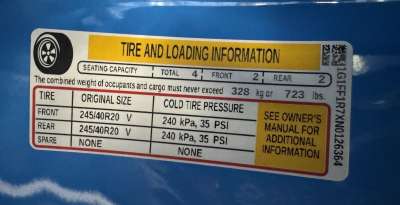 TIRE AND LOADING INFORMATION
SEATING CAPACITY TOTAL 4 FRONT 2 REAR 2
The combined weight of occupants and cargo must never exceed 328 kg or 723 lbs.
TIRE ORIGINAL SIZE COLD TIRE PRESSURE
FRONT 245/40R20 V 240 kPa, 35 PSI
REAR 245/40R20 V 240 kPa, 35 PSI
SPARE NONE NONE
SEE OWNER'S
MANUAL FOR
ADDITIONAL
INFORMATION